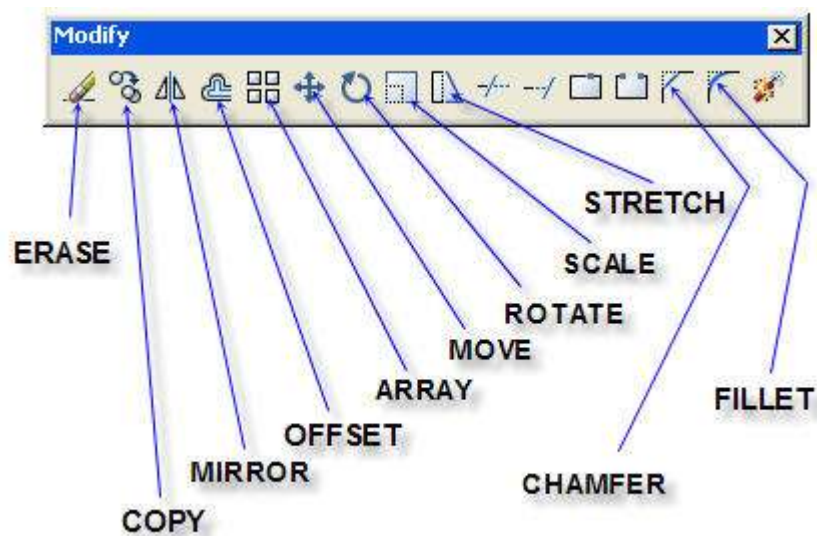 Modify
STRETCH
ERASE
SCALE
ROTATE
MOVE
ARRAY
FILLET
OFFSET
MIRROR
CHAMFER
COPY